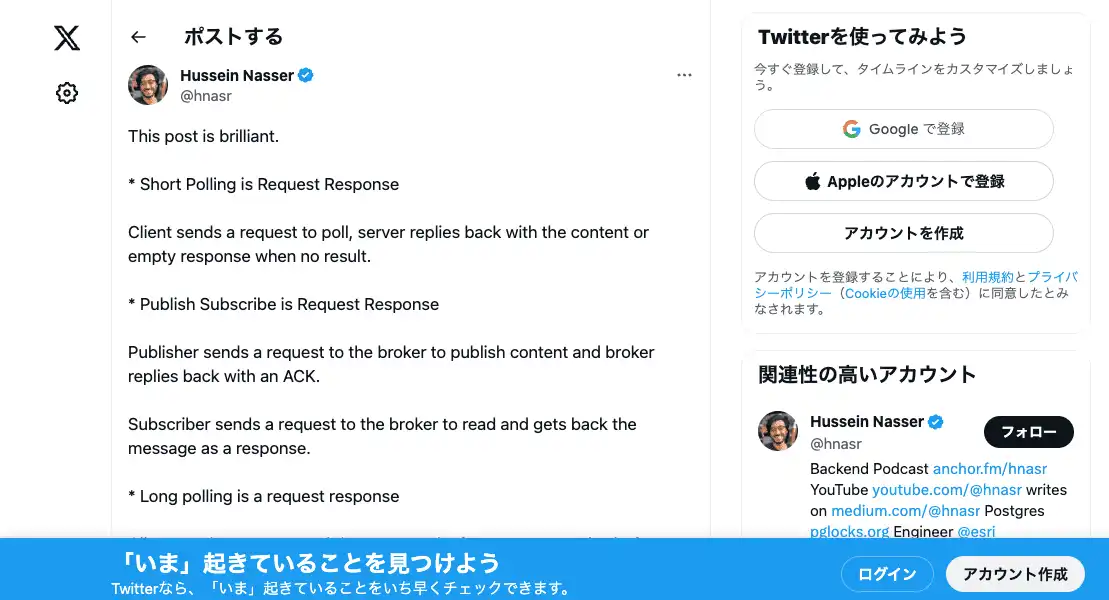 ポストする
Hussein Nasser
@hnasr
This post is brilliant.
* Short Polling is Request Response
Client sends a request to poll, server replies back with the content or
empty response when no result.
* Publish Subscribe is Request Response
Publisher sends a request to the broker to publish content and broker
replies back with an ACK.
Subscriber sends a request to the broker to read and gets back the
message as a response.
* Long polling is a request response
Twitterを使ってみよう
今すぐ登録して、タイムラインをカスタマイズしましょ
う。
Google で登録
Appleのアカウントで登録
アカウントを作成
アカウントを登録することにより、利用規約とプライバ
シーポリシー（Cookieの使用を含む）に同意したとみ
なされます。
関連性の高いアカウント
Hussein Nasser
@hnasr
フォロー
Backend Podcast anchor.fm/hnasr
YouTube youtube.com/@hnasr writes
on medium.com/@hnasr Postgres
pglocks.org Engineer @esri
「いま」起きていることを見つけよう
Twitterなら、「いま」起きていることをいち早くチェックできます。
ログイン
アカウント作成